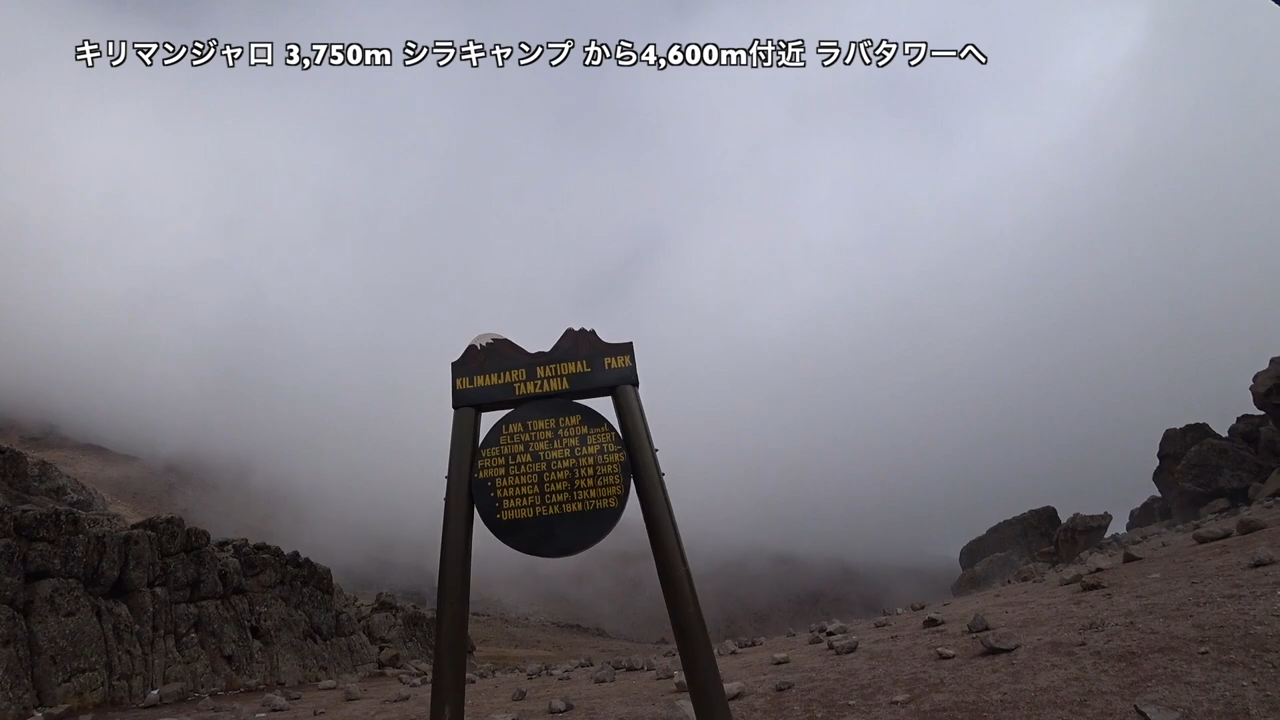 キリマンジャロ 3,750m シラキャンプ から4,600m付近 ラバタワーへ
KILIMANJARO NATIONAL PARK
TANZANIA
LAVA TOWER CAMP
ELEVATION: 4600M a.m.s.l.
VEGETATION ZONE: ALPINE DESERT
FROM LAVA TOWER CAMP TO:-
• ARROW GLACIER CAMP: 1KM (0.5HRS)
• BARANCO CAMP: 3KM 2HRS)
• KARANGA CAMP: 9KM (6HRS)
• BARAFU CAMP: 13KM (10HRS)
• UHURU PEAK: 18KM (17HRS)